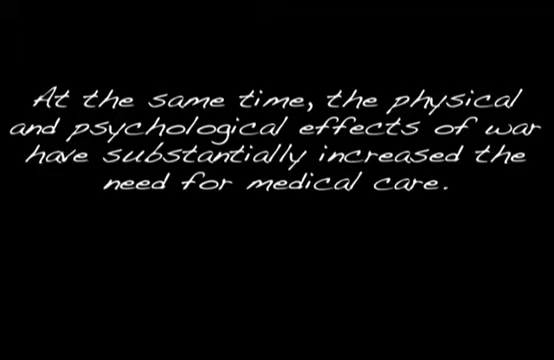 At the same time, the physical
and psychological effects of war
have substantially increased the
need for medical care.